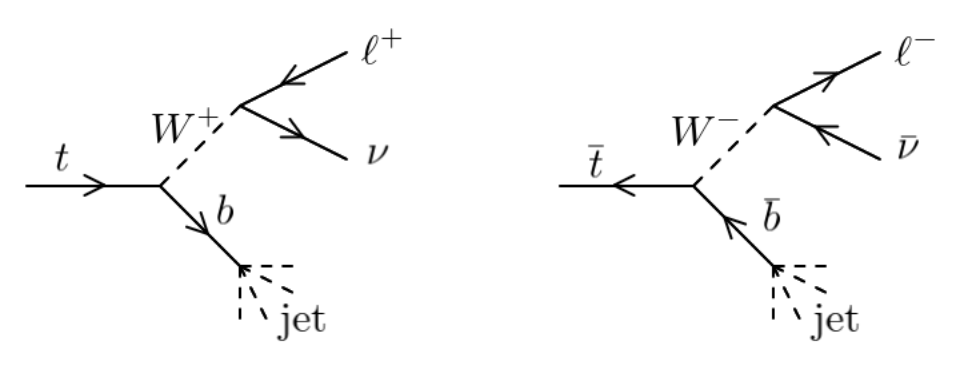 ℓ⁺
W⁺
t
ν
b
jet
ℓ⁻
W⁻
t̄
ν̄
b̄
jet